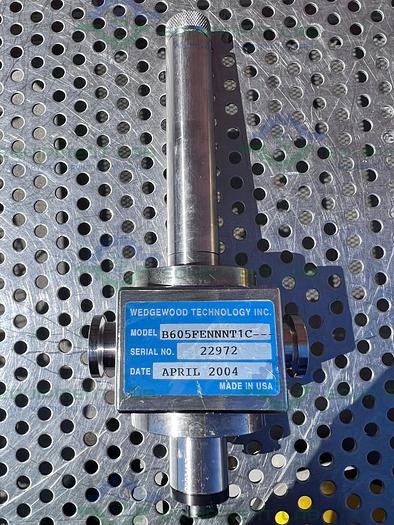 WEDGEWOOD TECHNOLOGY INC.
MODEL B605FENNNT1C--
SERIAL NO. 22972
DATE APRIL 2004
MADE IN USA